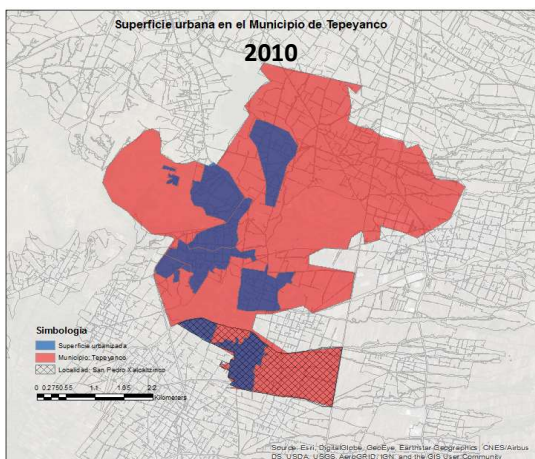 Superficie urbana en el Municipio de Tepeyanco
2010
Simbología
Superficie urbanizada
Municipio: Tepeyanco
Localidad: San Pedro Xalcaltzinco
0 0.275 0.55 1.1 1.65 2.2
Kilometers
Source: Esri, DigitalGlobe, GeoEye, Earthstar Geographics, CNES/Airbus
DS, USDA, USGS, AeroGRID, IGN, and the GIS User Community